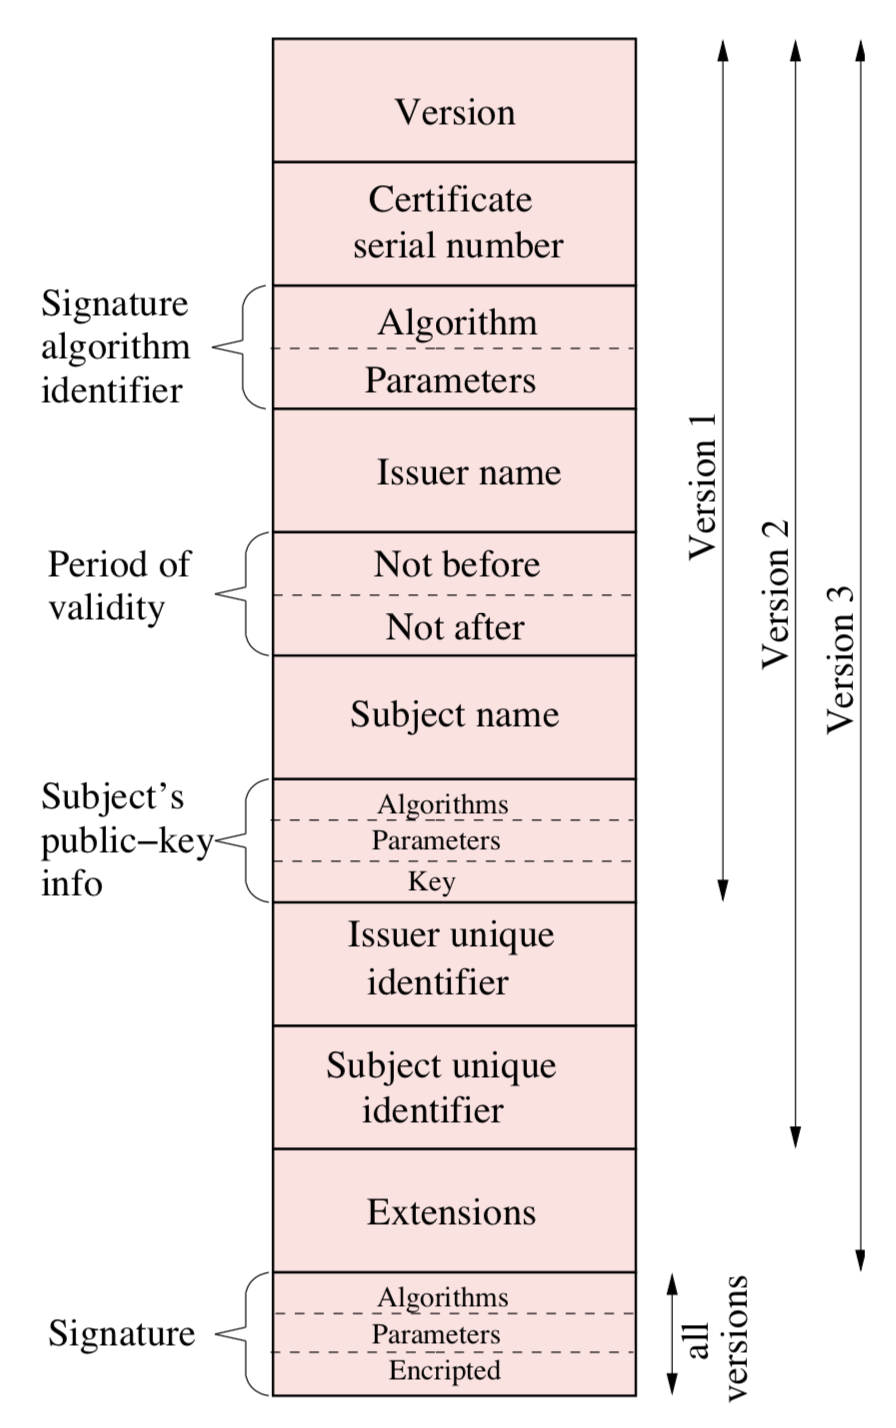 Version
Certificate
serial number
Signature
algorithm
identifier
Algorithm
Parameters
Issuer name
Period of
validity
Not before
Not after
Subject name
Subject's
public−key
info
Algorithms
Parameters
Key
Issuer unique
identifier
Subject unique
identifier
Extensions
Signature
Algorithms
Parameters
Encripted
Version 1
Version 2
Version 3
all
versions